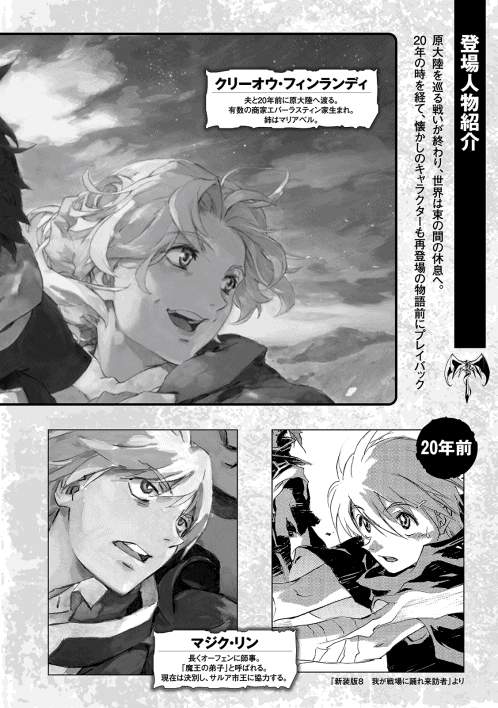 登場人物紹介
原大陸を巡る戦いが終わり、世界は束の間の休息へ。
20年の時を経て、懐かしのキャラクターも再登場の物語前にプレイバック
クリーオウ・フィンランディ
夫と20年前に原大陸へ渡る。
有数の商家エバーラスティン家生まれ。
姉はマリアベル。
20年前
マジク・リン
長くオーフェンに師事。
「魔王の弟子」と呼ばれる。
現在は決別し、サルア市王に協力する。
『新装版8 我が戦場に踊れ来訪者』より